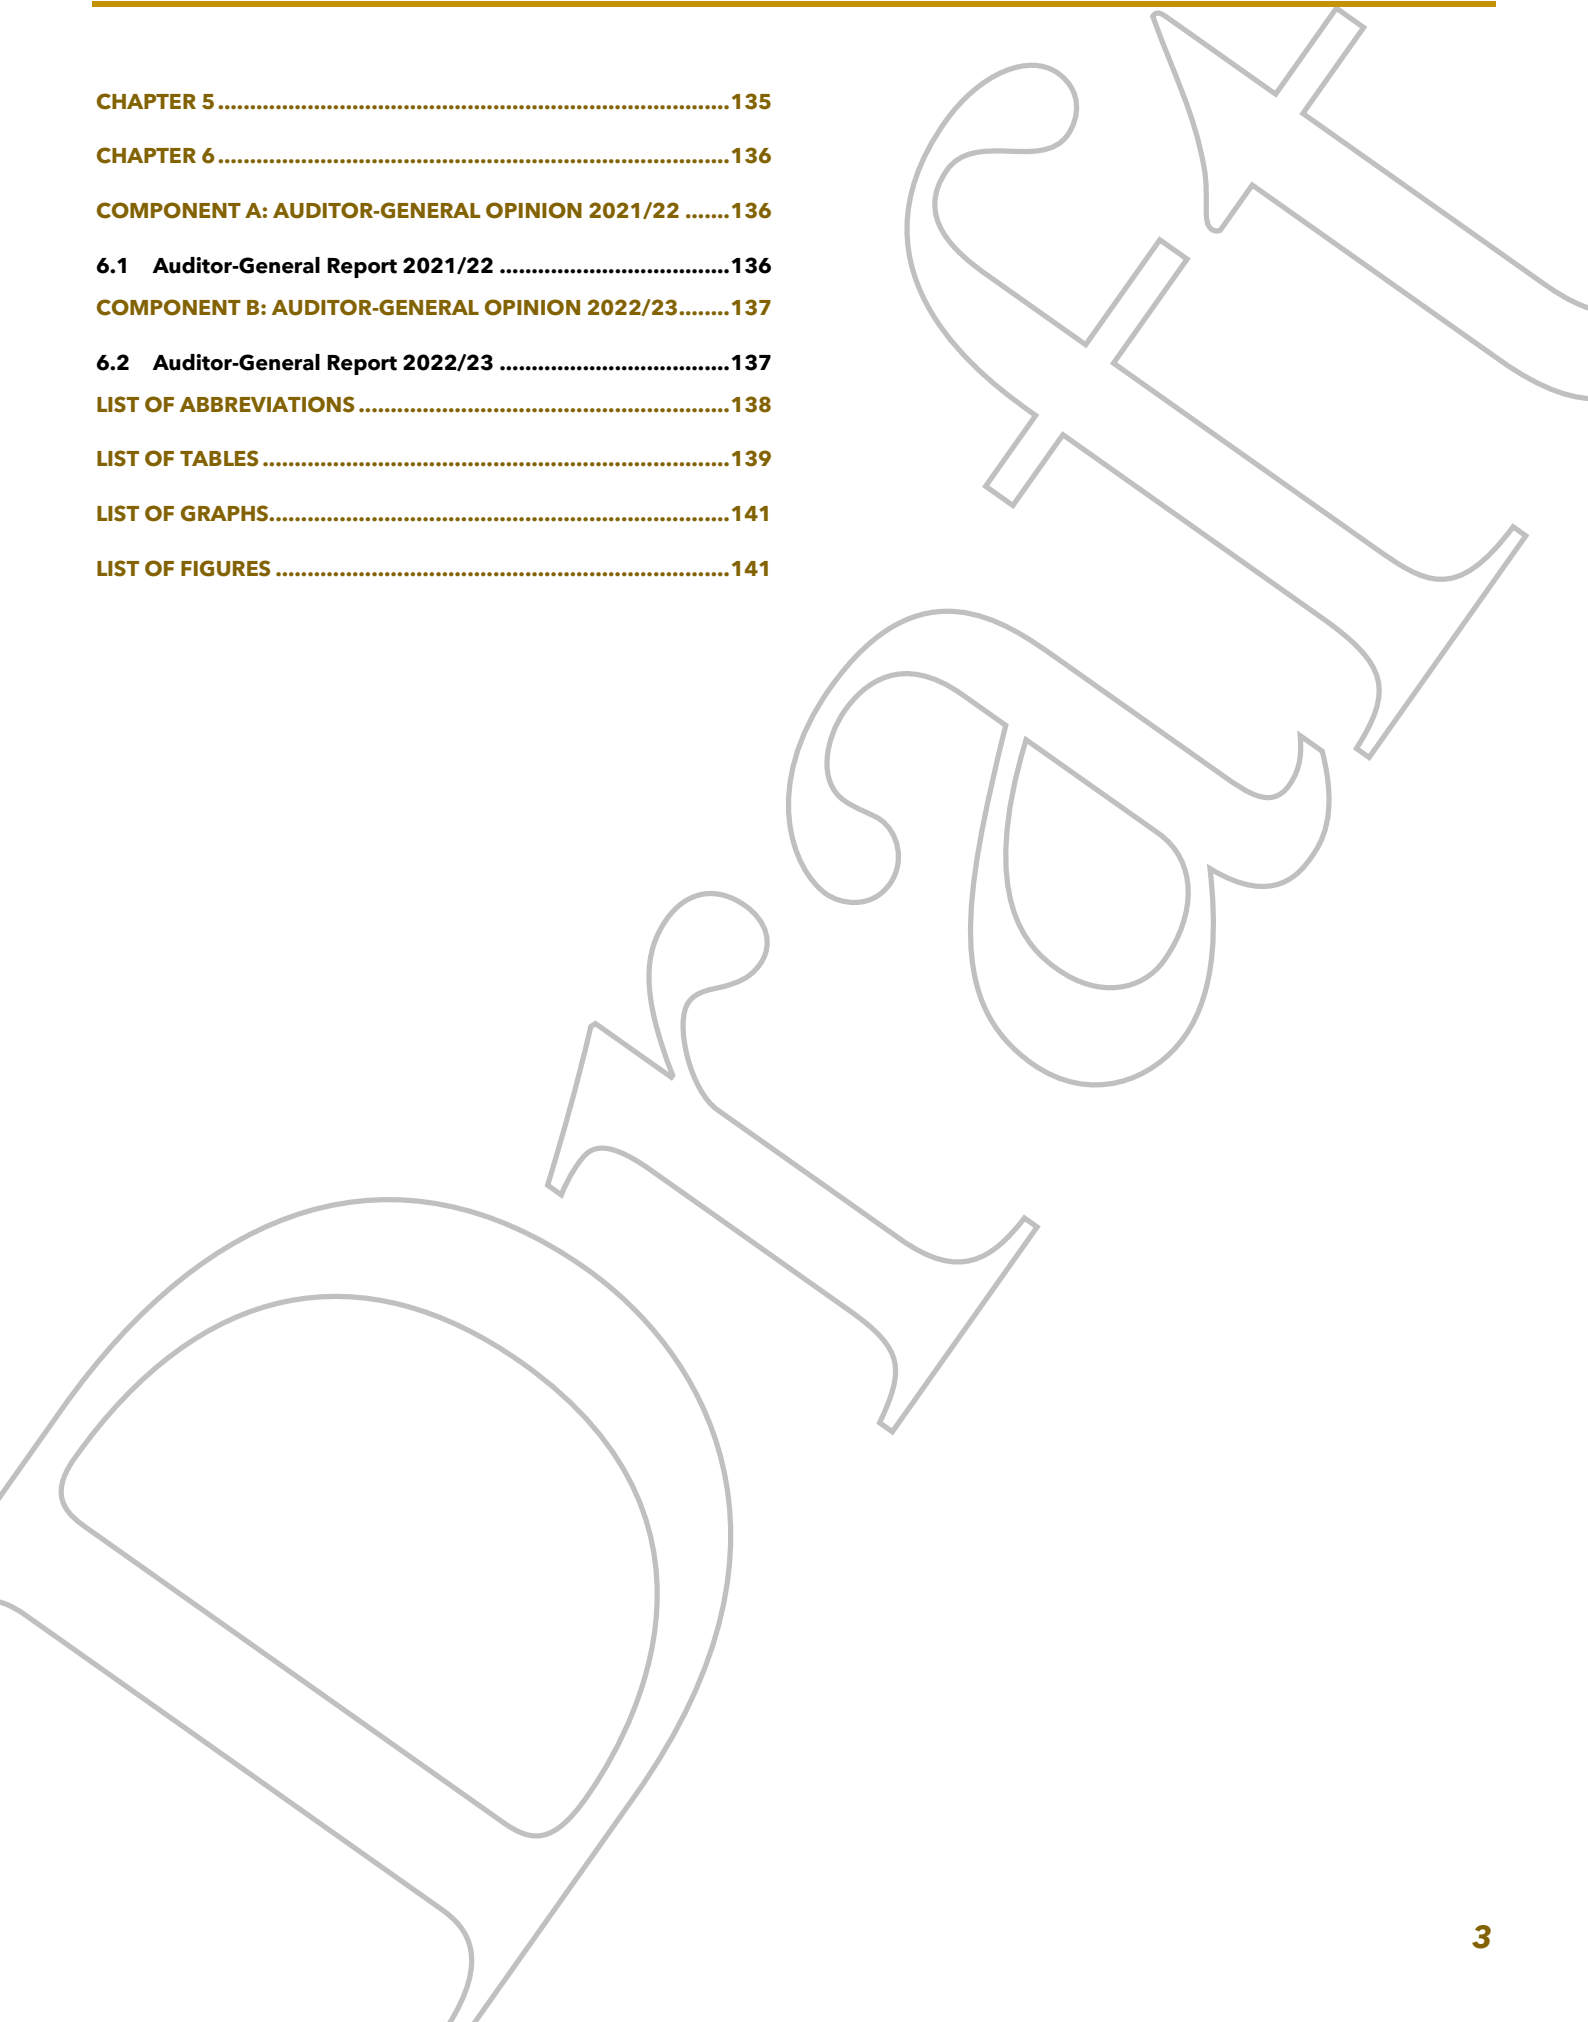 CHAPTER 5................................................................................135
CHAPTER 6................................................................................136
COMPONENT A: AUDITOR-GENERAL OPINION 2021/22 .......136
6.1 Auditor-General Report 2021/22 ....................................136
COMPONENT B: AUDITOR-GENERAL OPINION 2022/23........137
6.2 Auditor-General Report 2022/23 ....................................137
LIST OF ABBREVIATIONS..........................................................138
LIST OF TABLES.........................................................................139
LIST OF GRAPHS........................................................................141
LIST OF FIGURES .......................................................................141
Draft
3